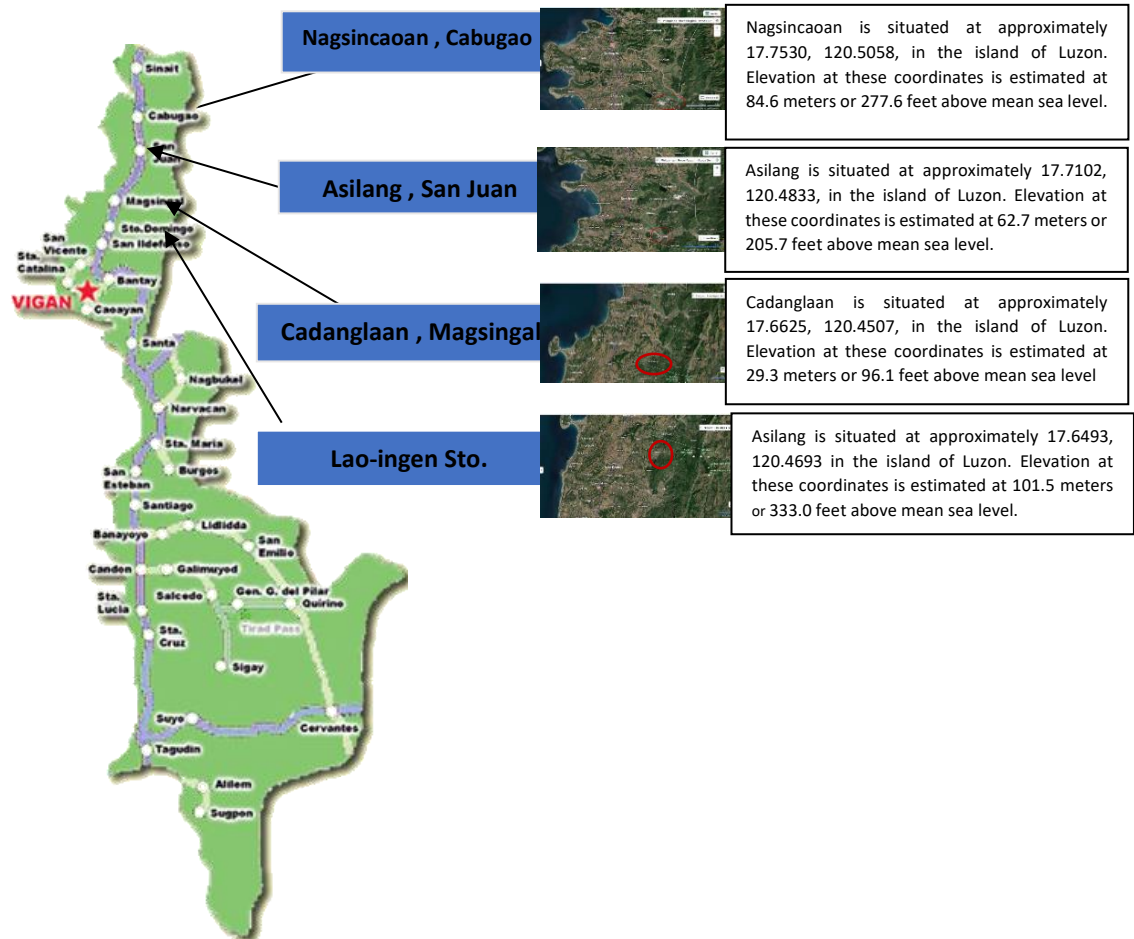 Nagsincaoan , Cabugao
Nagsincaoan is situated at approximately
17.7530, 120.5058, in the island of Luzon.
Elevation at these coordinates is estimated at
84.6 meters or 277.6 feet above mean sea level.
Asilang , San Juan
Asilang is situated at approximately 17.7102,
120.4833, in the island of Luzon. Elevation at
these coordinates is estimated at 62.7 meters or
205.7 feet above mean sea level.
Cadanglaan , Magsingal
Cadanglaan is situated at approximately
17.6625, 120.4507, in the island of Luzon.
Elevation at these coordinates is estimated at
29.3 meters or 96.1 feet above mean sea level
Lao-ingen Sto.
Asilang is situated at approximately 17.6493,
120.4693 in the island of Luzon. Elevation at
these coordinates is estimated at 101.5 meters
or 333.0 feet above mean sea level.
Sinait
Cabugao
San
Juan
Magsingal
Sto.Domingo
San Ildefonso
San
Vicente
Sta.
Catalina
Bantay
VIGAN
Caoayan
Santa
Nagbukel
Narvacan
Sta. Maria
Burgos
San
Esteban
Santiago
Lidlidda
Banayoyo
San
Emilio
Candon
Galimuyod
Salcedo
Gen. G. del Pilar
Quirino
Sta.
Lucia
Tirad Pass
Sta.
Cruz
Sigay
Suyo
Cervantes
Tagudin
Alilem
Sugpon